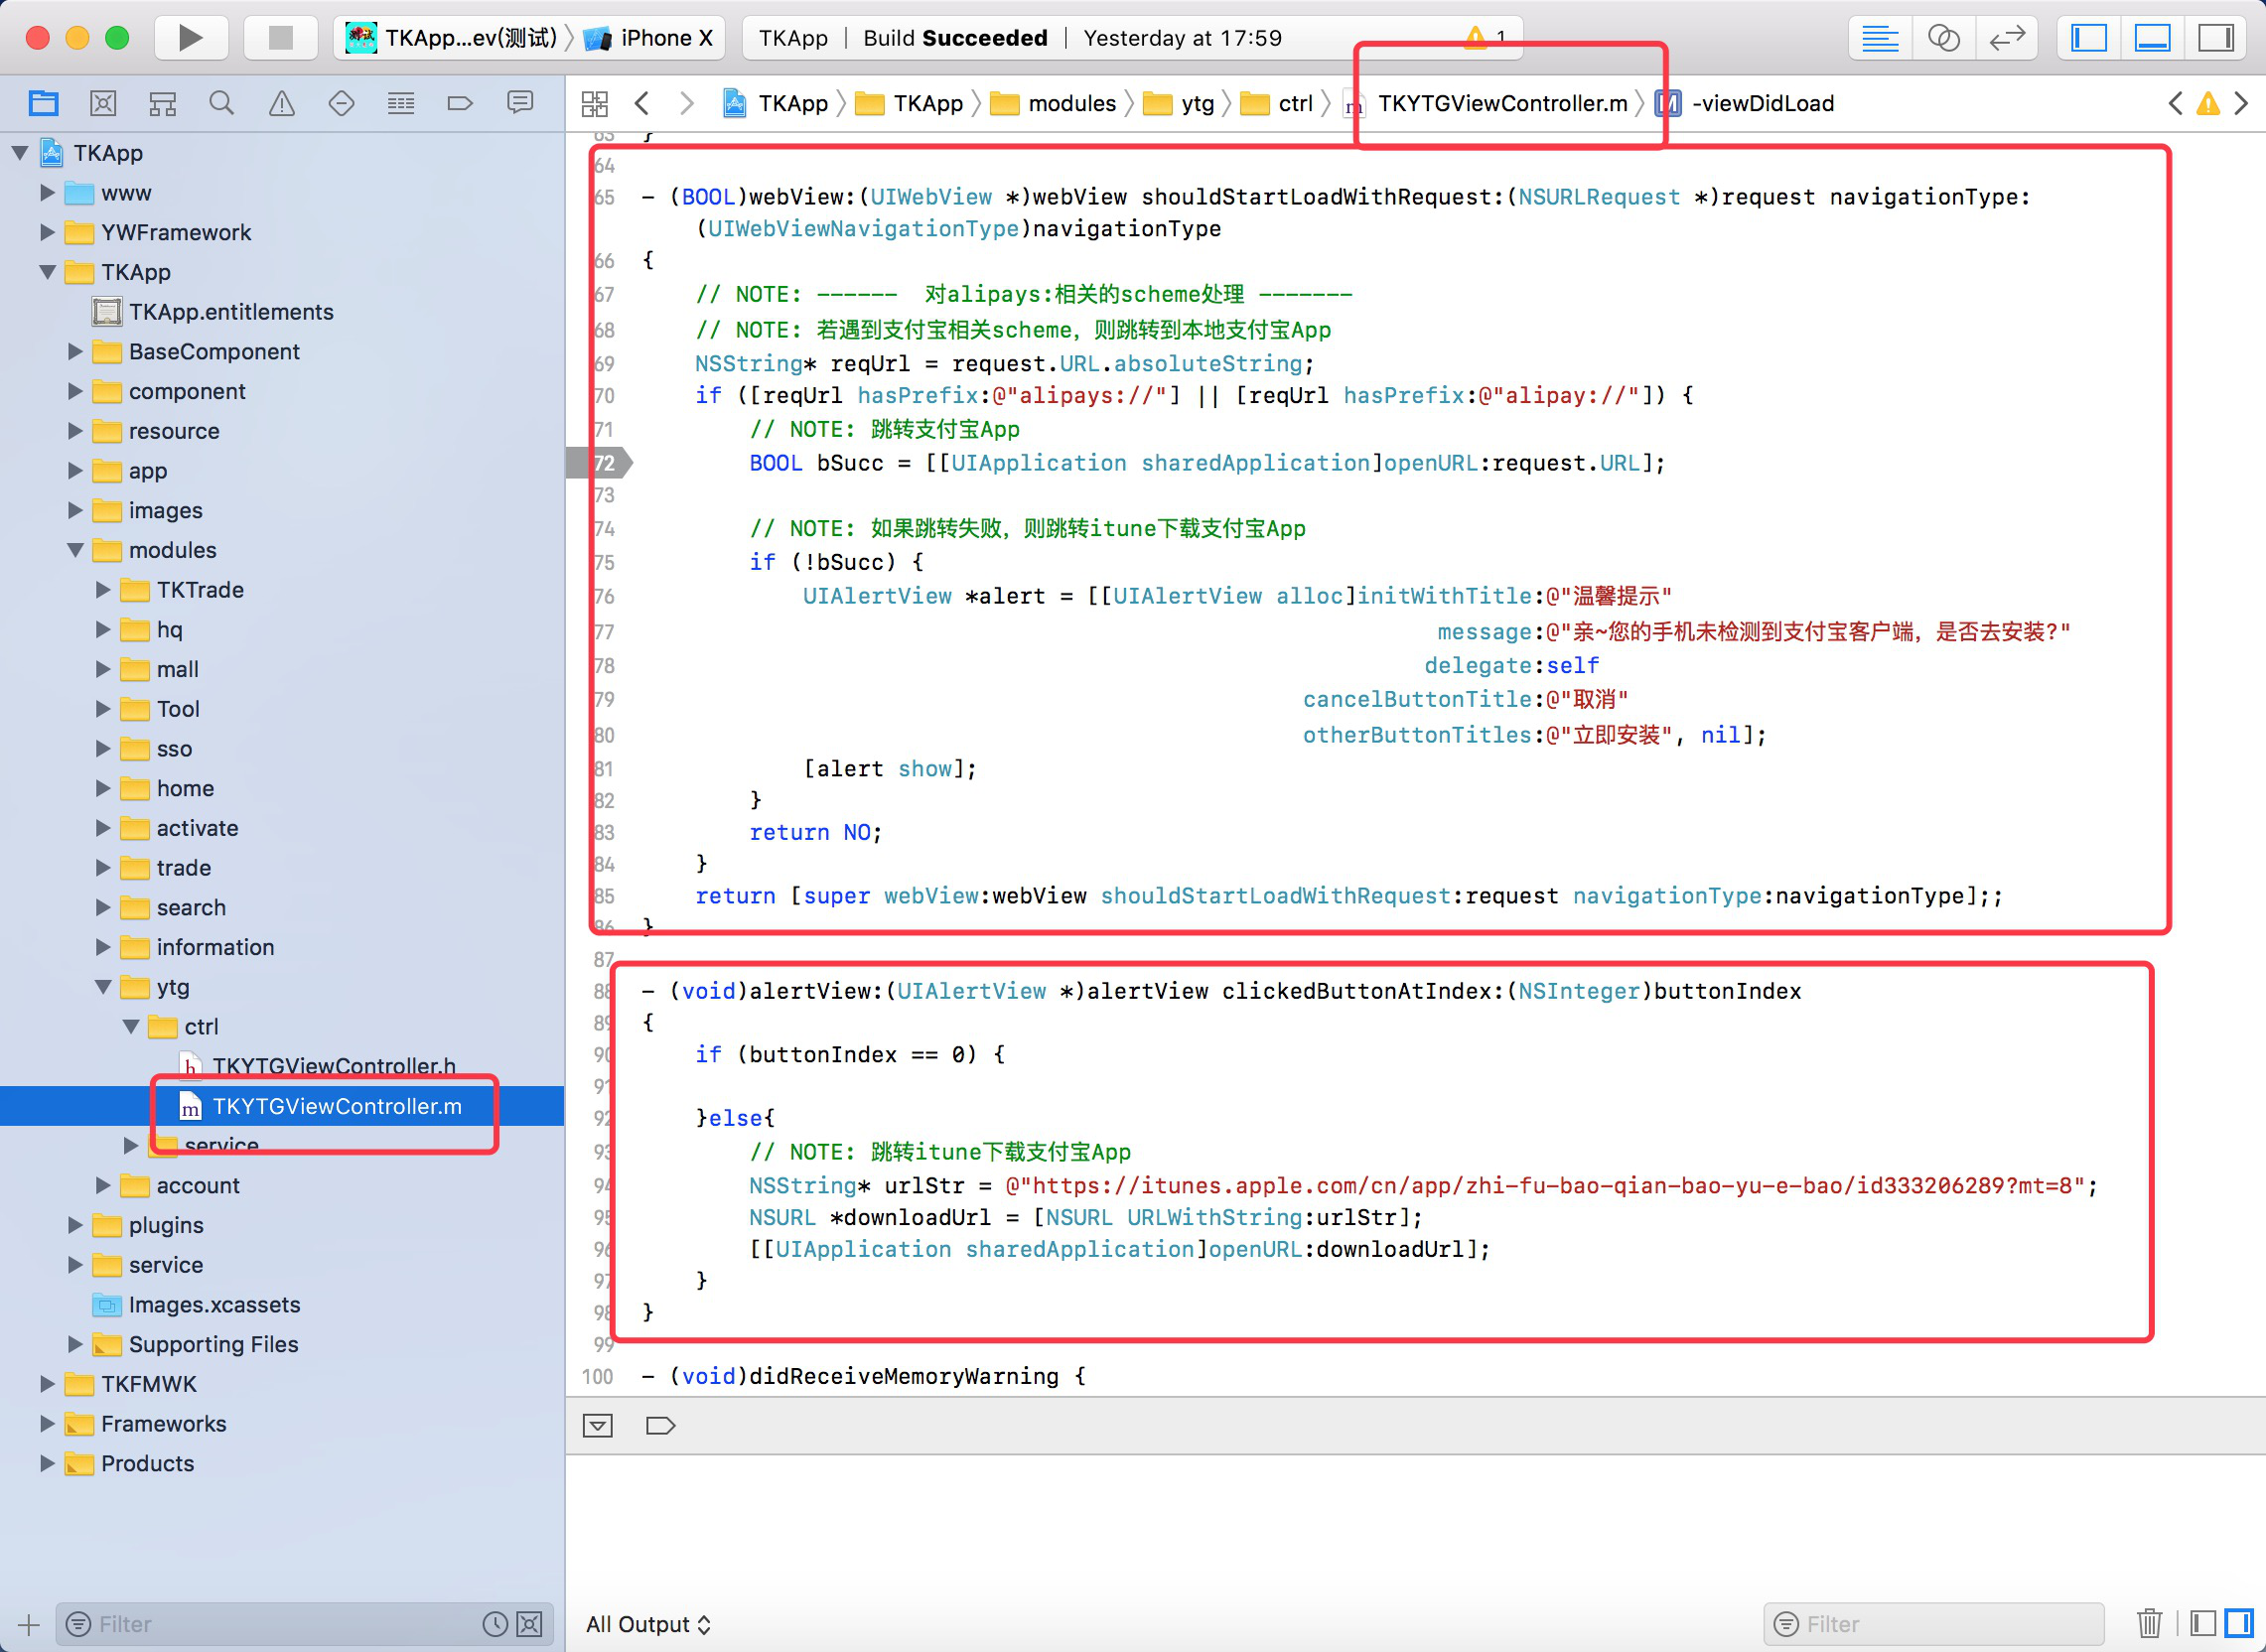 TKApp...ev(测试) iPhone X
TKApp | Build Succeeded | Yesterday at 17:59
1
TKApp
www
YWFramework
TKApp
TKApp.entitlements
BaseComponent
component
resource
app
images
modules
TKTrade
hq
mall
Tool
sso
home
activate
trade
search
information
ytg
ctrl
TKYTGViewController.h
TKYTGViewController.m
service
account
plugins
service
Images.xcassets
Supporting Files
TKFMWK
Frameworks
Products
Filter
TKApp TKApp modules ytg ctrl m TKYTGViewController.m M -viewDidLoad
63 }
64
65 - (BOOL)webView:(UIWebView *)webView shouldStartLoadWithRequest:(NSURLRequest *)request navigationType:
(UIWebViewNavigationType)navigationType
66 {
67 // NOTE: ------ 对alipays:相关的scheme处理 -------
68 // NOTE: 若遇到支付宝相关scheme，则跳转到本地支付宝App
69 NSString* reqUrl = request.URL.absoluteString;
70 if ([reqUrl hasPrefix:@"alipays://"] || [reqUrl hasPrefix:@"alipay://"]) {
71 // NOTE: 跳转支付宝App
72 BOOL bSucc = [[UIApplication sharedApplication]openURL:request.URL];
73
74 // NOTE: 如果跳转失败，则跳转itune下载支付宝App
75 if (!bSucc) {
76 UIAlertView *alert = [[UIAlertView alloc]initWithTitle:@"温馨提示"
77 message:@"亲~您的手机未检测到支付宝客户端，是否去安装?"
78 delegate:self
79 cancelButtonTitle:@"取消"
80 otherButtonTitles:@"立即安装", nil];
81 [alert show];
82 }
83 return NO;
84 }
85 return [super webView:webView shouldStartLoadWithRequest:request navigationType:navigationType];;
86 }
87
88 - (void)alertView:(UIAlertView *)alertView clickedButtonAtIndex:(NSInteger)buttonIndex
89 {
90 if (buttonIndex == 0) {
91
92 }else{
93 // NOTE: 跳转itune下载支付宝App
94 NSString* urlStr = @"https://itunes.apple.com/cn/app/zhi-fu-bao-qian-bao-yu-e-bao/id333206289?mt=8";
95 NSURL *downloadUrl = [NSURL URLWithString:urlStr];
96 [[UIApplication sharedApplication]openURL:downloadUrl];
97 }
98 }
99
100 - (void)didReceiveMemoryWarning {
All Output
Filter